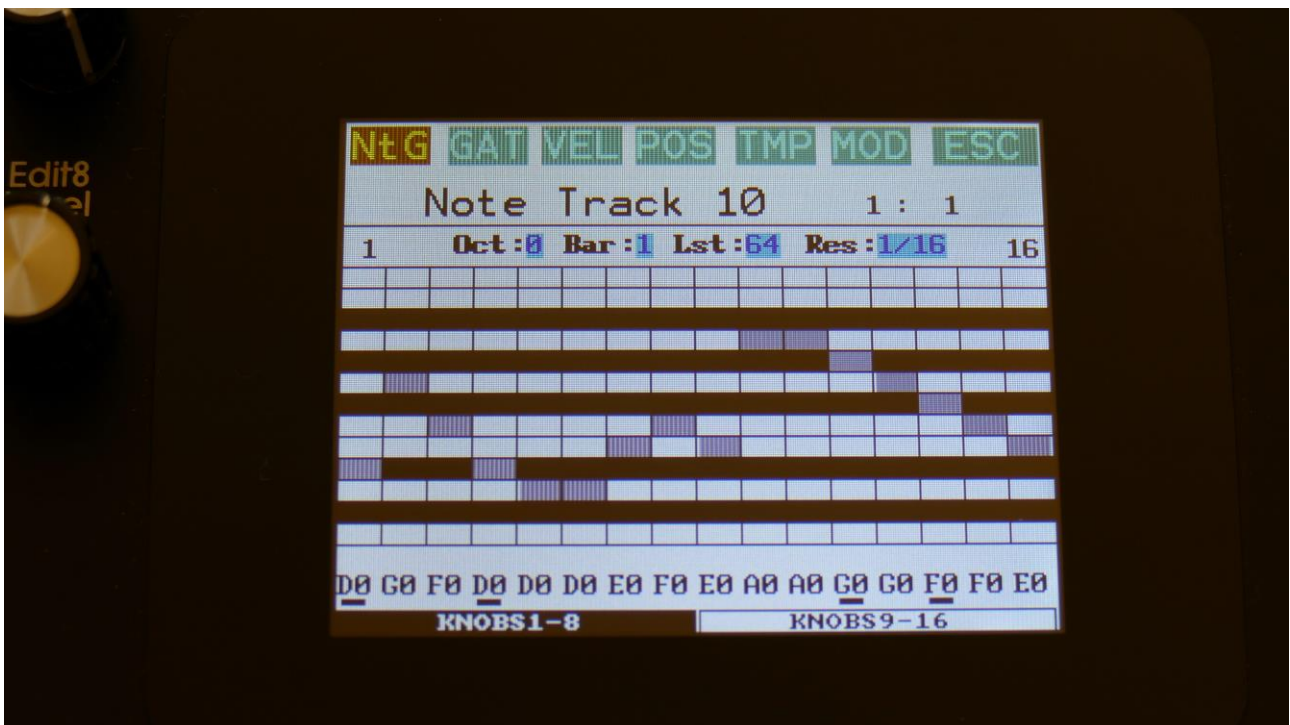 Edit8
NtG GAT VEL POS TMP MOD ESC
Note Track 10 1: 1
1 Oct:0 Bar:1 Lst:64 Res:1/16 16
D0 G0 F0 D0 D0 D0 E0 F0 E0 A0 A0 G0 G0 F0 F0 E0
KNOBS1-8 KNOBS9-16